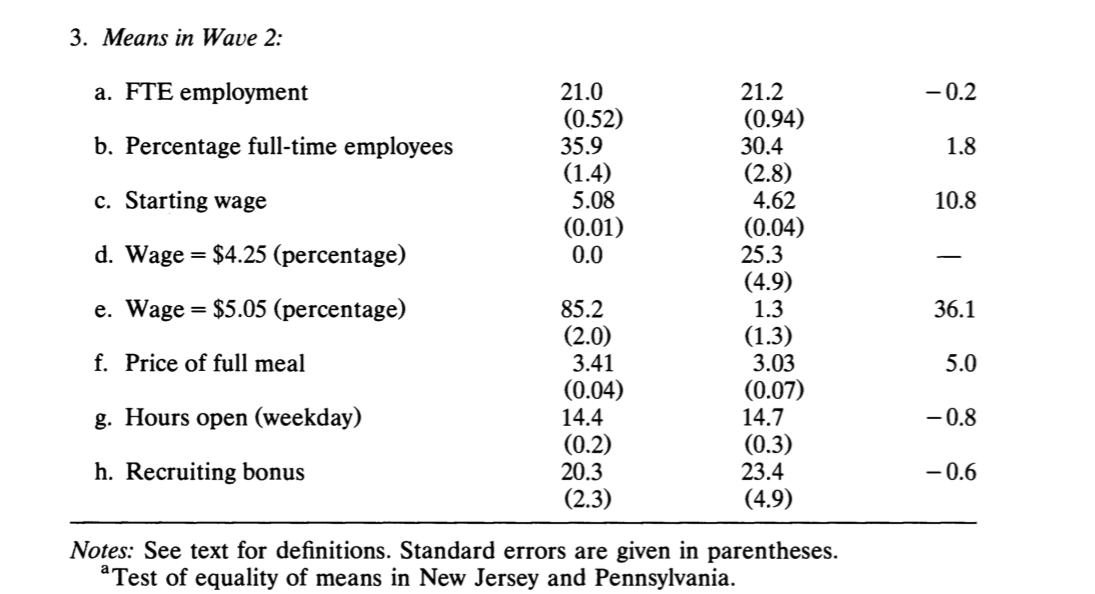 3. Means in Wave 2:
a. FTE employment 21.0 21.2 −0.2
(0.52) (0.94)
b. Percentage full-time employees 35.9 30.4 1.8
(1.4) (2.8)
c. Starting wage 5.08 4.62 10.8
(0.01) (0.04)
d. Wage = $4.25 (percentage) 0.0 25.3 —
(4.9)
e. Wage = $5.05 (percentage) 85.2 1.3 36.1
(2.0) (1.3)
f. Price of full meal 3.41 3.03 5.0
(0.04) (0.07)
g. Hours open (weekday) 14.4 14.7 −0.8
(0.2) (0.3)
h. Recruiting bonus 20.3 23.4 −0.6
(2.3) (4.9)
Notes: See text for definitions. Standard errors are given in parentheses.
ᵃTest of equality of means in New Jersey and Pennsylvania.